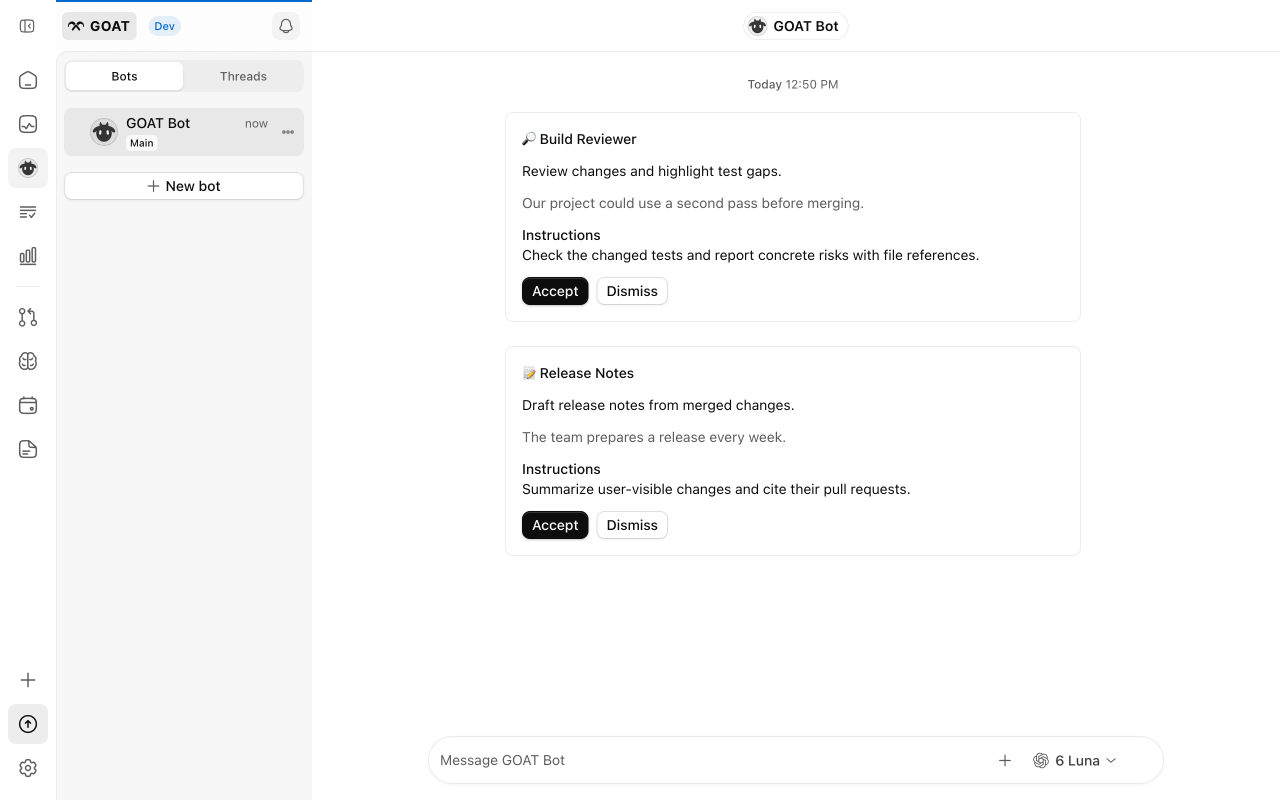 GOAT
Dev
GOAT Bot
Bots
Threads
GOAT Bot
now
Main
New bot
Today 12:50 PM
Build Reviewer
Review changes and highlight test gaps.
Our project could use a second pass before merging.
Instructions
Check the changed tests and report concrete risks with file references.
Accept
Dismiss
Release Notes
Draft release notes from merged changes.
The team prepares a release every week.
Instructions
Summarize user-visible changes and cite their pull requests.
Accept
Dismiss
Message GOAT Bot
6 Luna